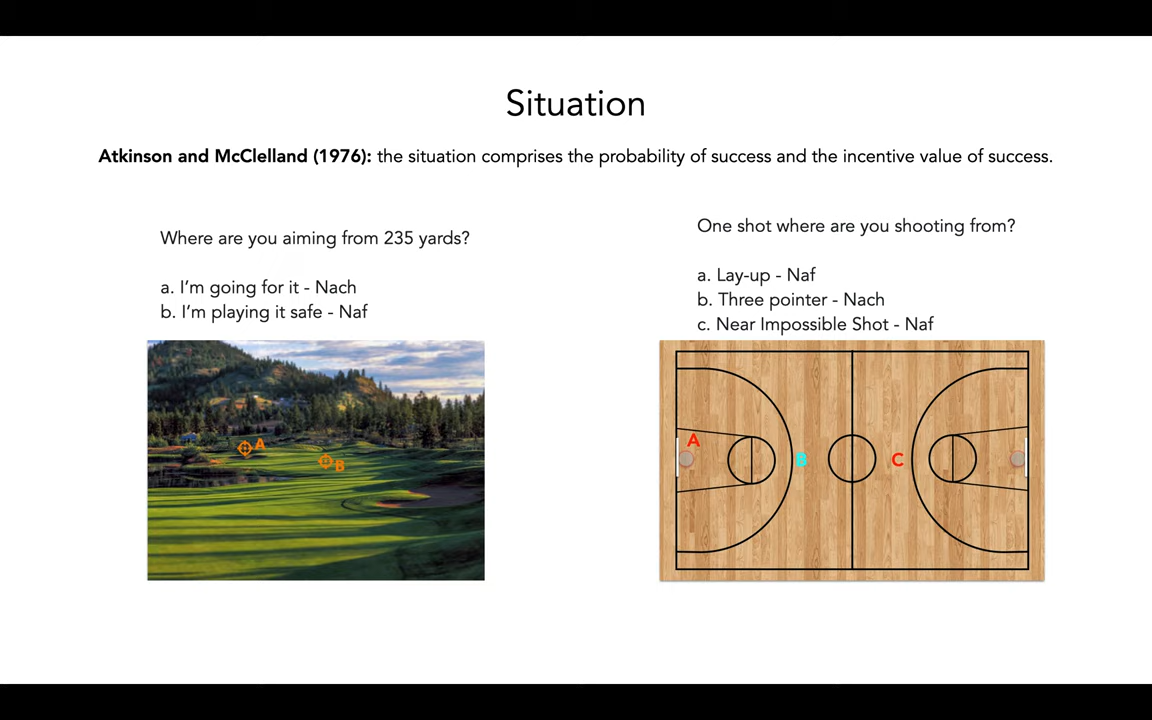 Situation
Atkinson and McClelland (1976): the situation comprises the probability of success and the incentive value of success.
Where are you aiming from 235 yards?
a. I'm going for it - Nach
b. I'm playing it safe - Naf
A
B
One shot where are you shooting from?
a. Lay-up - Naf
b. Three pointer - Nach
c. Near Impossible Shot - Naf
A
B
C